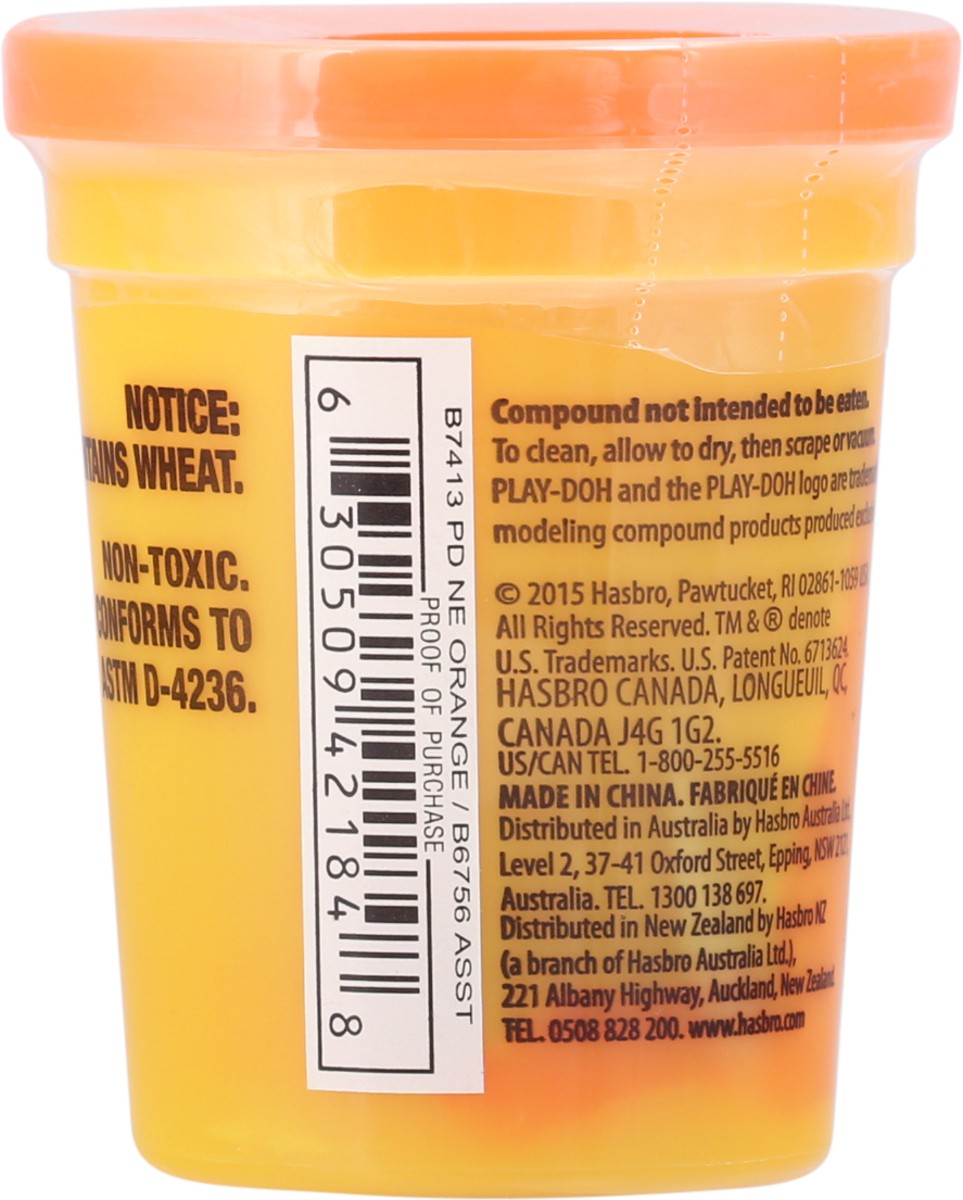 NOTICE:
TAINS WHEAT.
NON-TOXIC.
CONFORMS TO
ASTM D-4236.
6 30509 42184 8
PROOF OF PURCHASE
B7413 PD NE ORANGE / B6756 ASST
Compound not intended to be eaten.
To clean, allow to dry, then scrape or vacuum.
PLAY-DOH and the PLAY-DOH logo are
modeling compound products produced
© 2015 Hasbro, Pawtucket, RI 02861-1059 USA
All Rights Reserved. TM & ® denote
U.S. Trademarks. U.S. Patent No. 6713624.
HASBRO CANADA, LONGUEUIL, QC,
CANADA J4G 1G2.
US/CAN TEL. 1-800-255-5516
MADE IN CHINA. FABRIQUÉ EN CHINE.
Distributed in Australia by Hasbro Australia Ltd.
Level 2, 37-41 Oxford Street, Epping, NSW 2121,
Australia. TEL. 1300 138 697.
Distributed in New Zealand by Hasbro NZ
(a branch of Hasbro Australia Ltd.),
221 Albany Highway, Auckland, New Zealand
TEL. 0508 828 200. www.hasbro.com